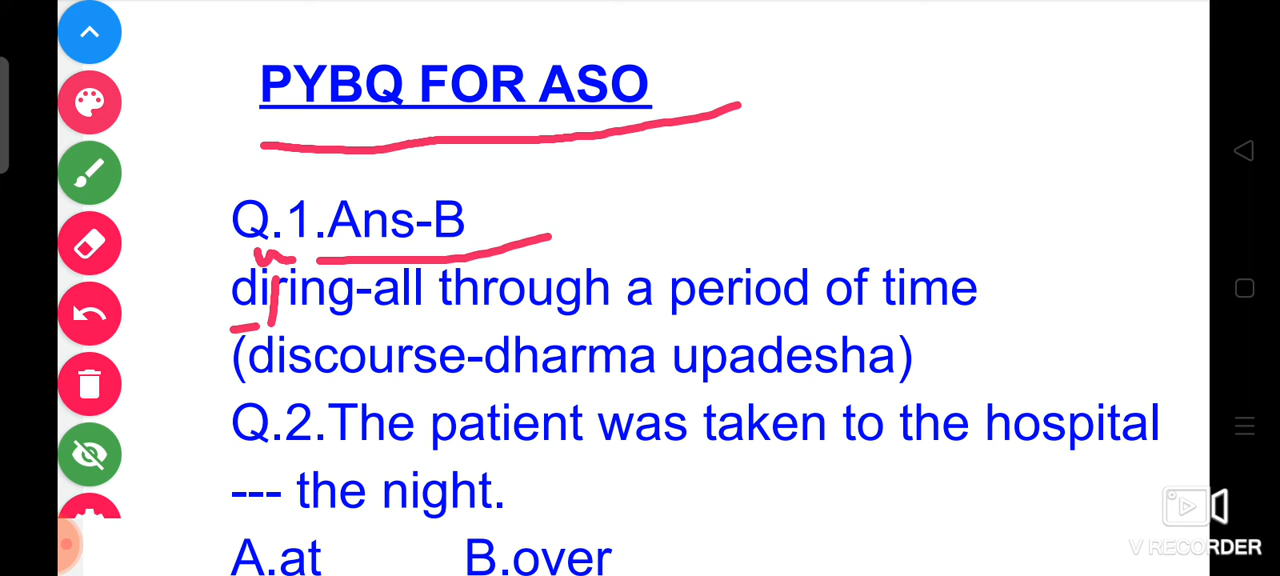 PYBQ FOR ASO
Q.1.Ans-B
diring-all through a period of time
(discourse-dharma upadesha)
Q.2.The patient was taken to the hospital
--- the night.
A.at B.over
V RECORDER